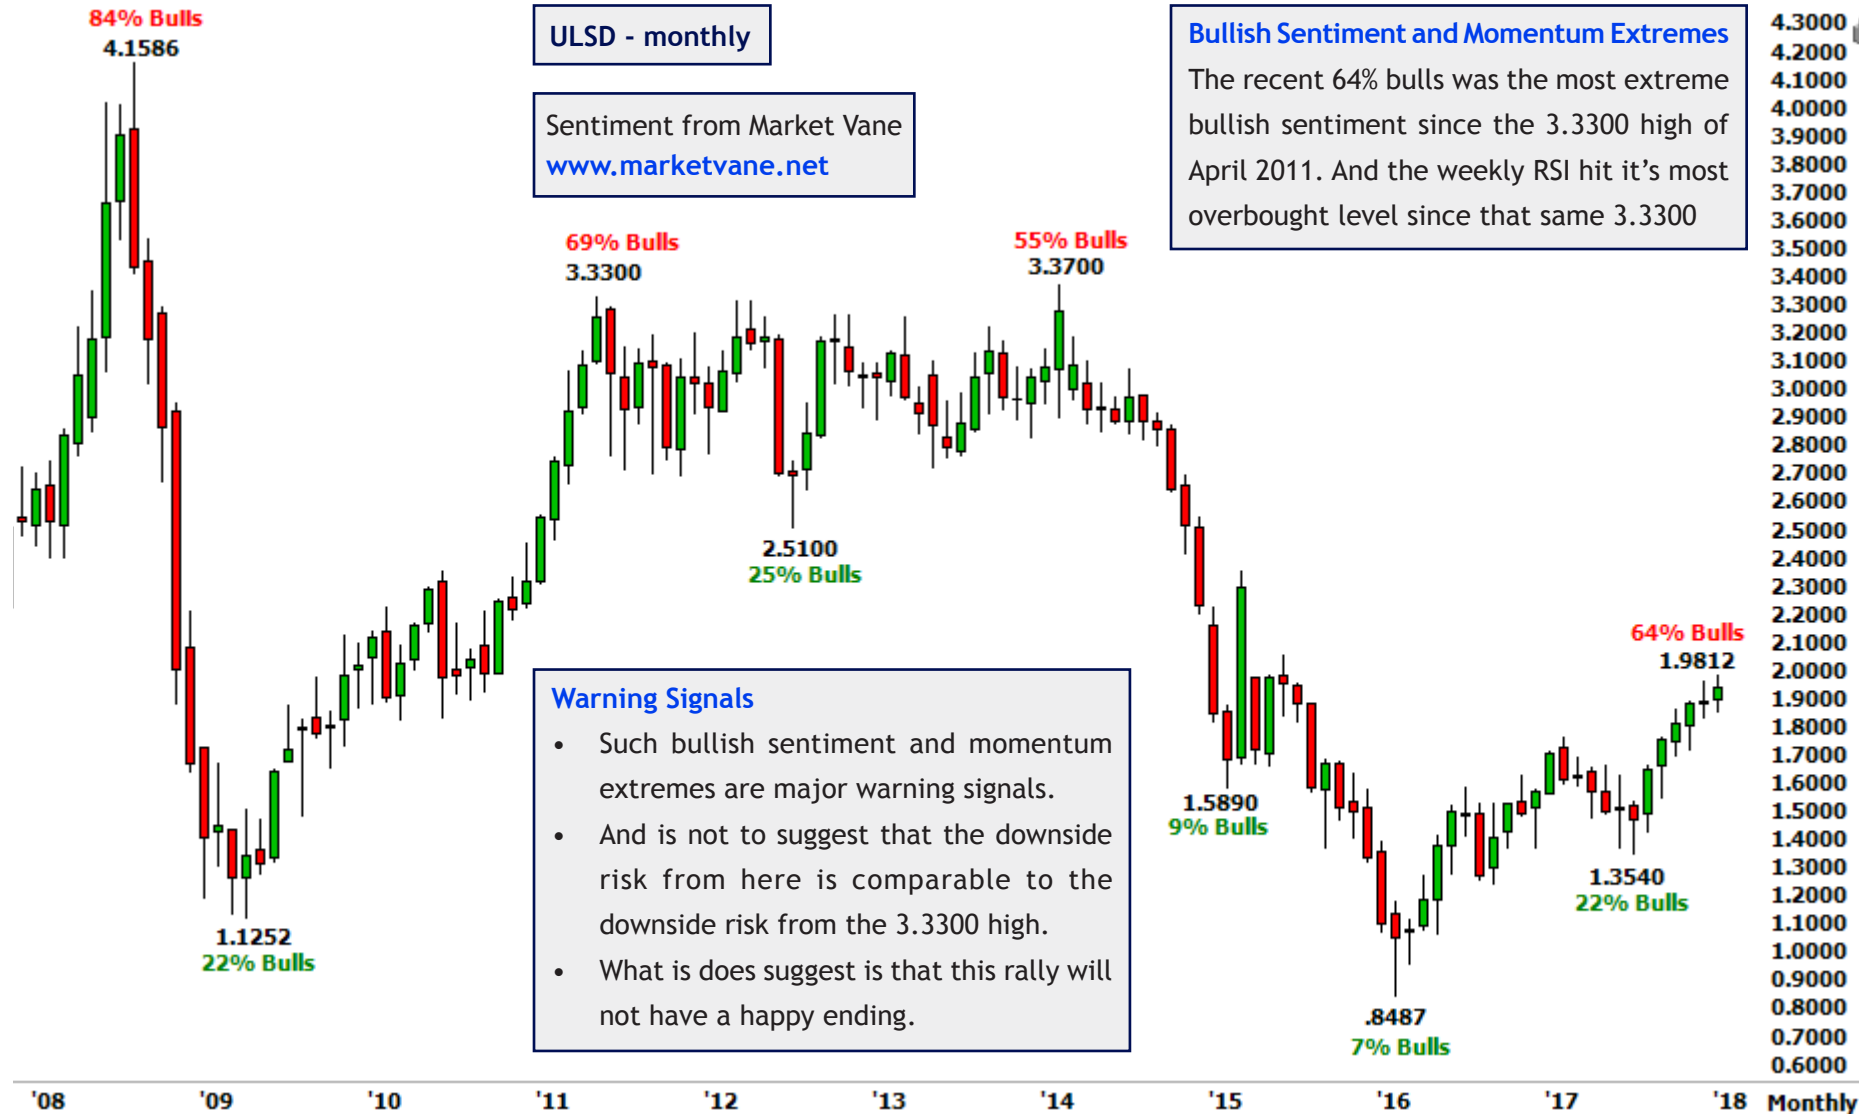 84% Bulls
4.1586
ULSD - monthly
Sentiment from Market Vane
www.marketvane.net
Bullish Sentiment and Momentum Extremes
The recent 64% bulls was the most extreme
bullish sentiment since the 3.3300 high of
April 2011. And the weekly RSI hit it’s most
overbought level since that same 3.3300
69% Bulls
3.3300
55% Bulls
3.3700
2.5100
25% Bulls
64% Bulls
1.9812
Warning Signals
• Such bullish sentiment and momentum
extremes are major warning signals.
• And is not to suggest that the downside
risk from here is comparable to the
downside risk from the 3.3300 high.
• What is does suggest is that this rally will
not have a happy ending.
1.5890
9% Bulls
1.3540
22% Bulls
1.1252
22% Bulls
.8487
7% Bulls
4.3000
4.2000
4.1000
4.0000
3.9000
3.8000
3.7000
3.6000
3.5000
3.4000
3.3000
3.2000
3.1000
3.0000
2.9000
2.8000
2.7000
2.6000
2.5000
2.4000
2.3000
2.2000
2.1000
2.0000
1.9000
1.8000
1.7000
1.6000
1.5000
1.4000
1.3000
1.2000
1.1000
1.0000
0.9000
0.8000
0.7000
0.6000
'08 '09 '10 '11 '12 '13 '14 '15 '16 '17 '18 Monthly